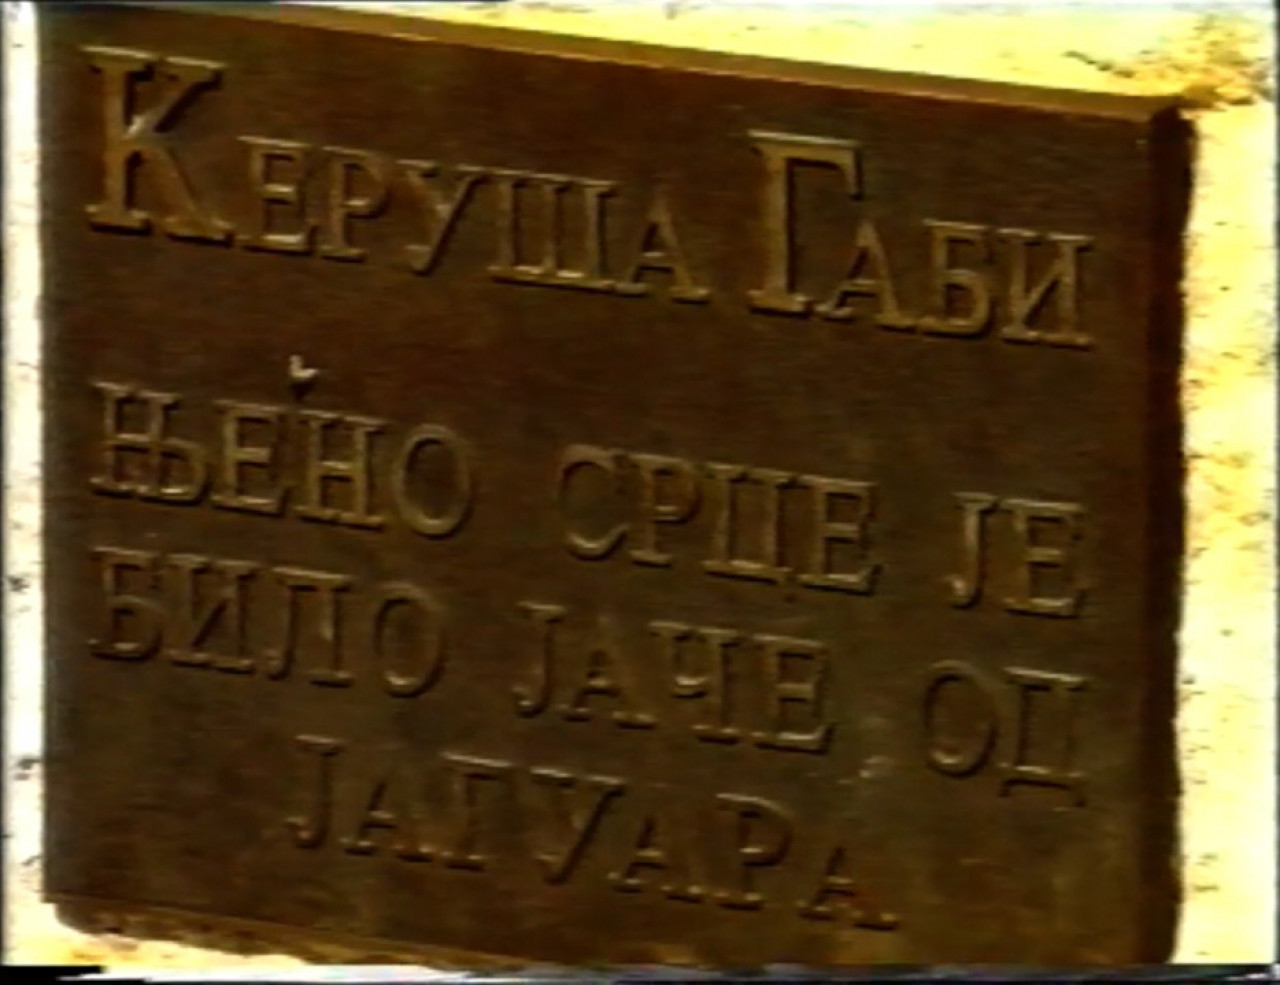 КЕРУША ГАБИ
ЊЕНО СРЦЕ ЈЕ
БИЛО ЈАЧЕ ОД
ЈАГУАРА